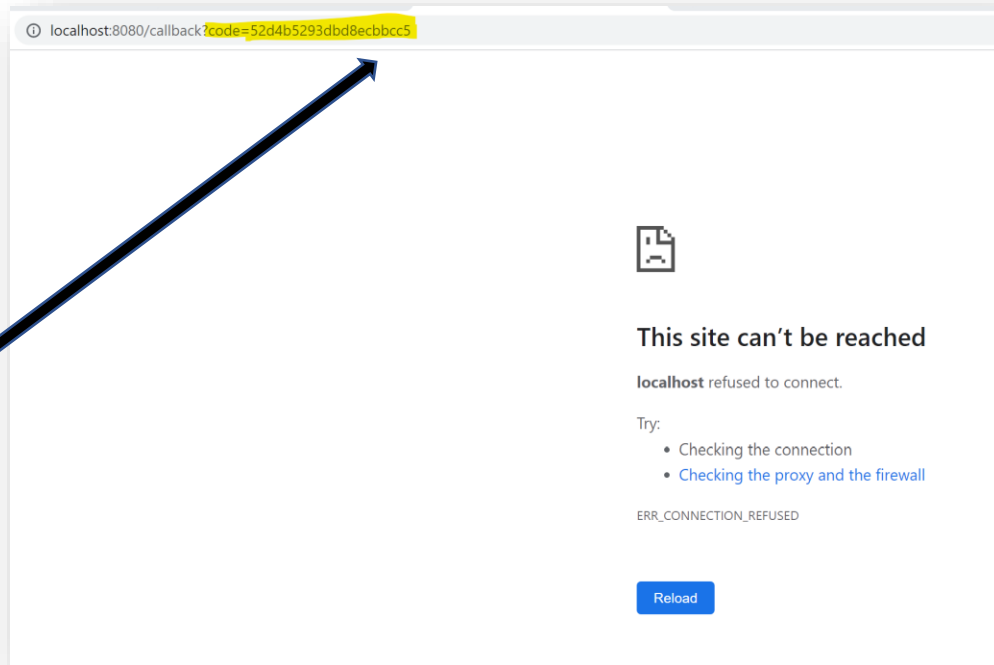 localhost:8080/callback?code=52d4b5293dbd8ecbbcc5
This site can’t be reached
localhost refused to connect.
Try:
• Checking the connection
• Checking the proxy and the firewall
ERR_CONNECTION_REFUSED
Reload